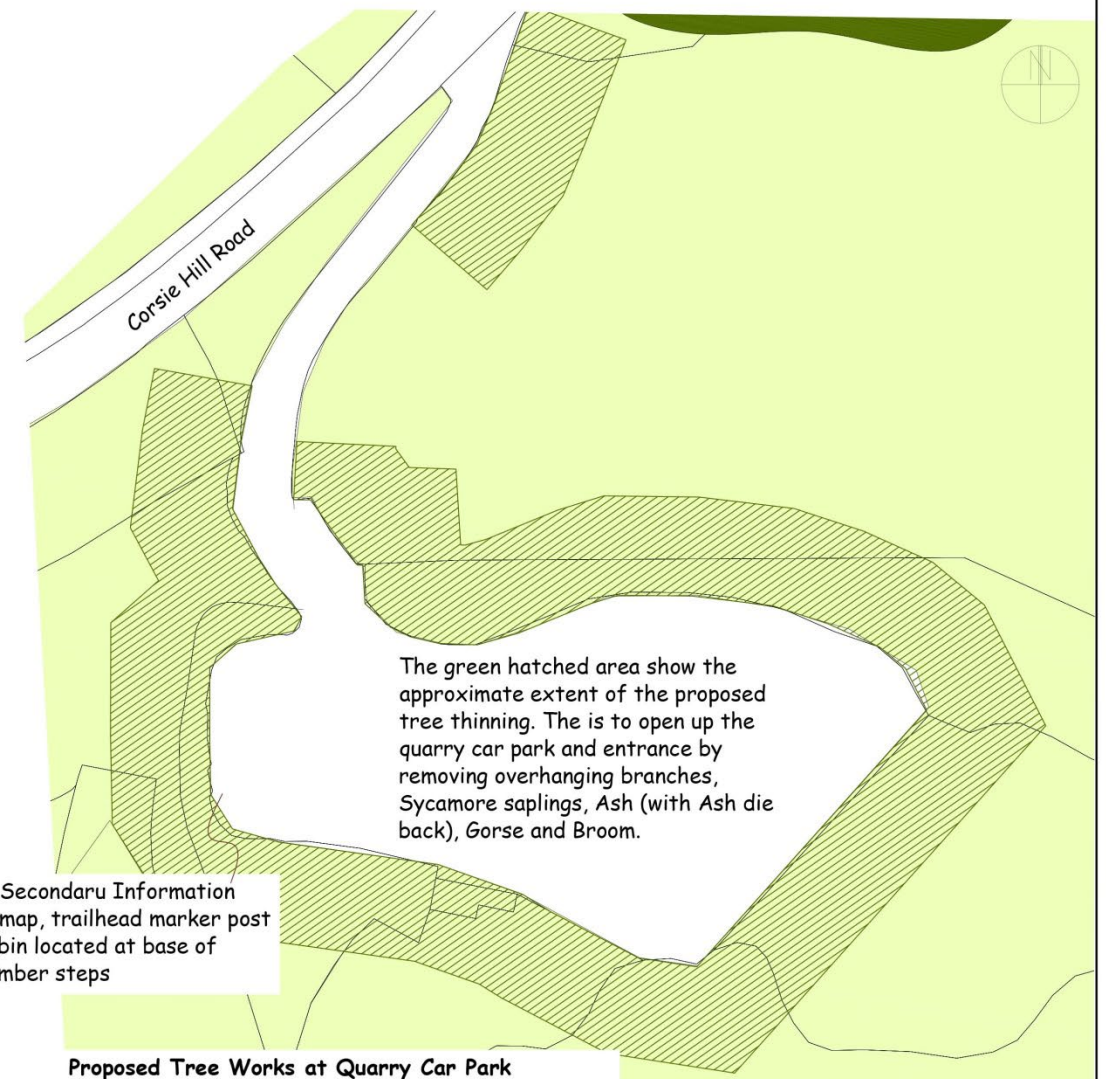 N
Corsie Hill Road
The green hatched area show the
approximate extent of the proposed
tree thinning. The is to open up the
quarry car park and entrance by
removing overhanging branches,
Sycamore saplings, Ash (with Ash die
back), Gorse and Broom.
Secondaru Information
map, trailhead marker post
bin located at base of
mber steps
Proposed Tree Works at Quarry Car Park